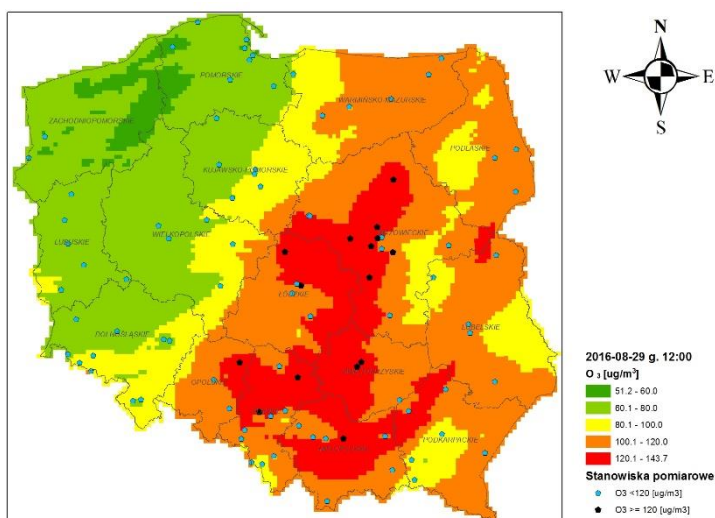 N
W
E
S
POMORSKIE
ZACHODNIOPOMORSKIE
WARMIŃSKO-MAZURSKIE
PODLASKIE
KUJAWSKO-POMORSKIE
MAZOWIECKIE
WIELKOPOLSKIE
LUBUSKIE
ŁÓDZKIE
LUBELSKIE
DOLNOŚLĄSKIE
ŚWIĘTOKRZYSKIE
OPOLSKIE
PODKARPACKIE
2016-08-29 g. 12:00
O 3 [ug/m³]
51.2 - 60.0
60.1 - 80.0
80.1 - 100.0
100.1 - 120.0
120.1 - 143.7
Stanowiska pomiarowe
O3 <120 [ug/m3]
O3 >= 120 [ug/m3]